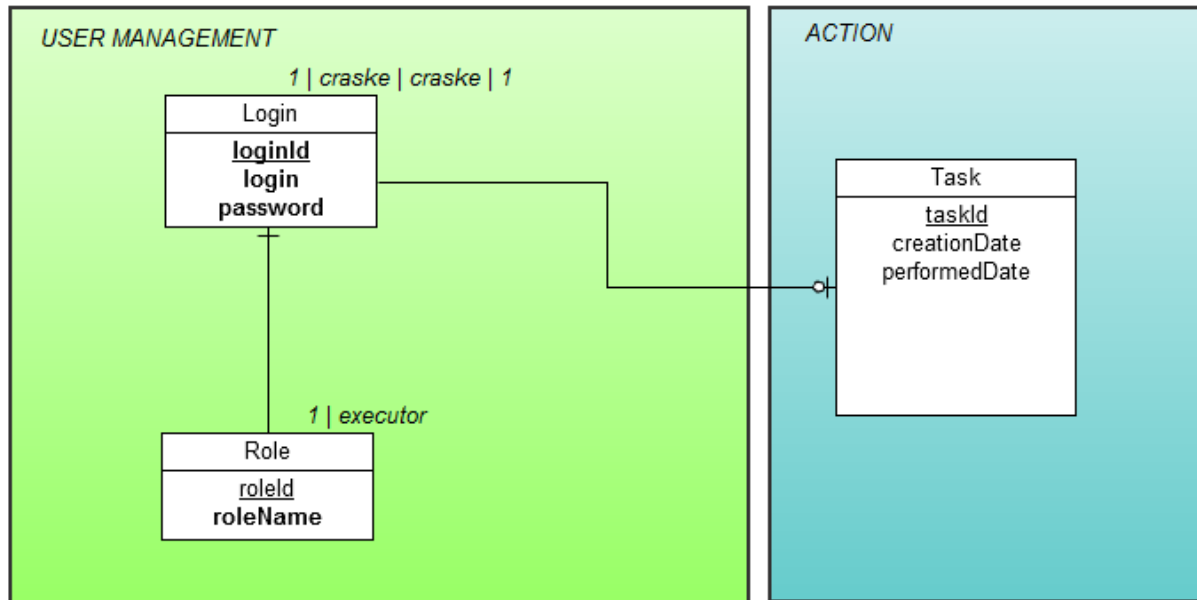 USER MANAGEMENT
1 | craske | craske | 1
Login
loginId
login
password
1 | executor
Role
roleId
roleName
ACTION
Task
taskId
creationDate
performedDate